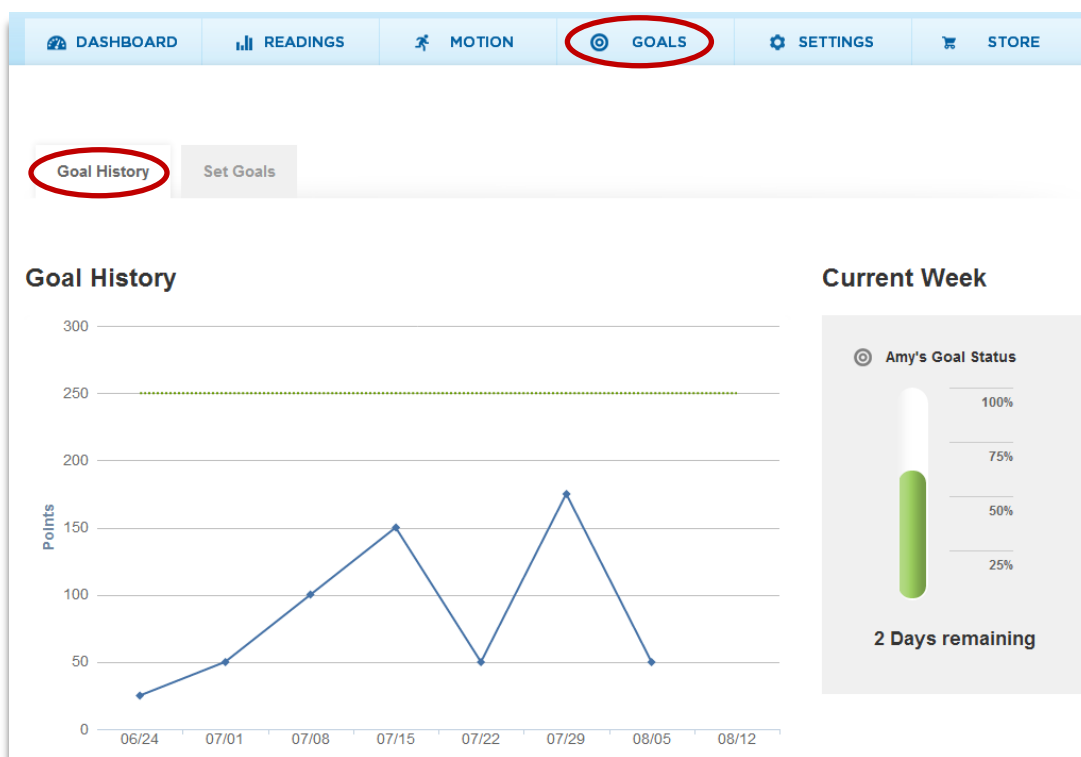 DASHBOARD READINGS MOTION GOALS SETTINGS STORE
Goal History Set Goals
Goal History
300
250
200
150
100
50
0
Points
06/24 07/01 07/08 07/15 07/22 07/29 08/05 08/12
Current Week
Amy's Goal Status
100%
75%
50%
25%
2 Days remaining